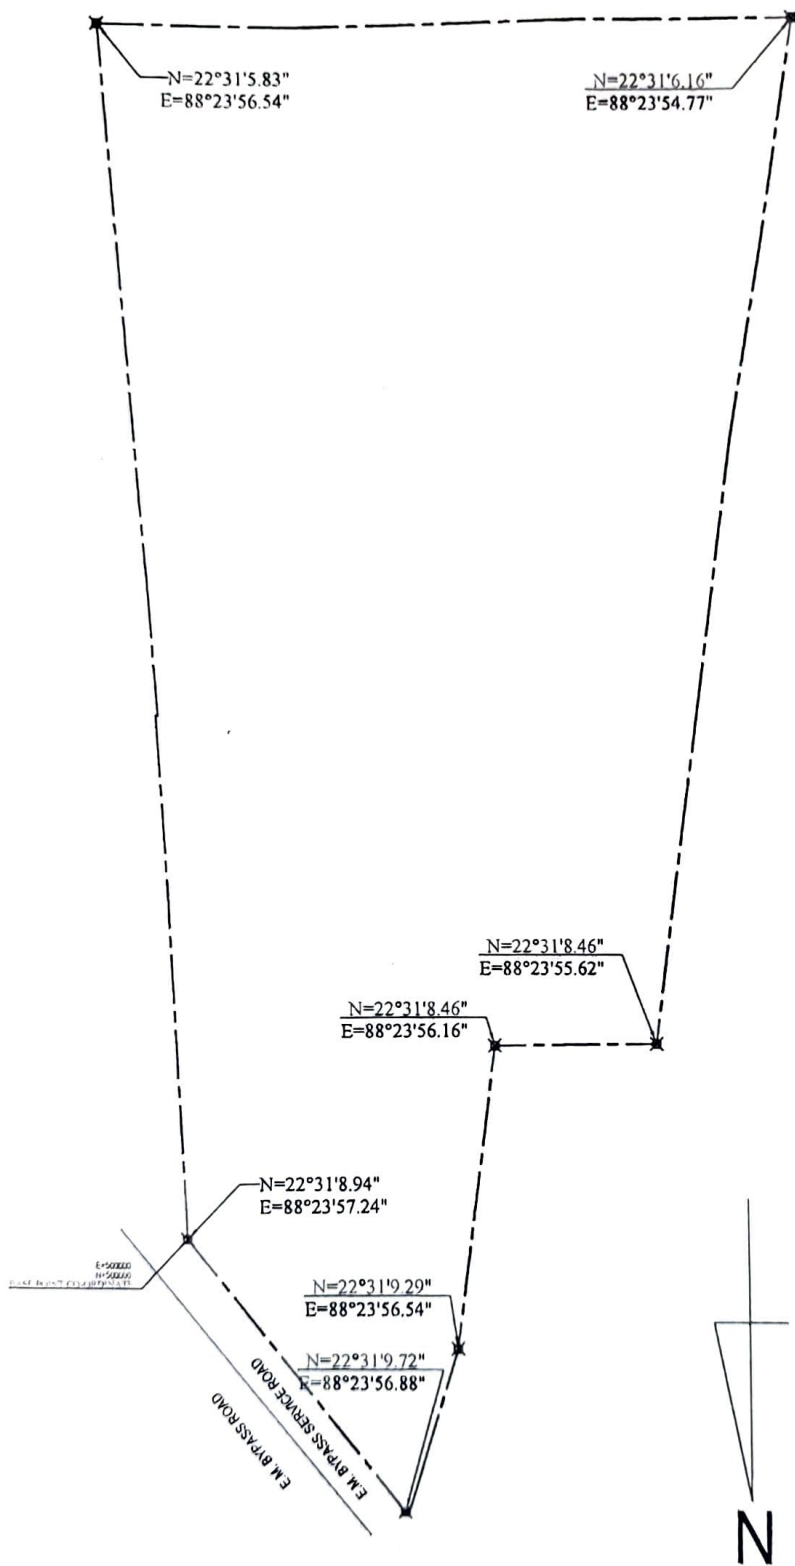 N=22°31'5.83"
E=88°23'56.54"
N=22°31'6.16"
E=88°23'54.77"
N=22°31'8.46"
E=88°23'55.62"
N=22°31'8.46"
E=88°23'56.16"
N=22°31'8.94"
E=88°23'57.24"
N=22°31'9.29"
E=88°23'56.54"
N=22°31'9.72"
E=88°23'56.88"
E.M. BYPASS SERVICE ROAD
E.M. BYPASS ROAD
N